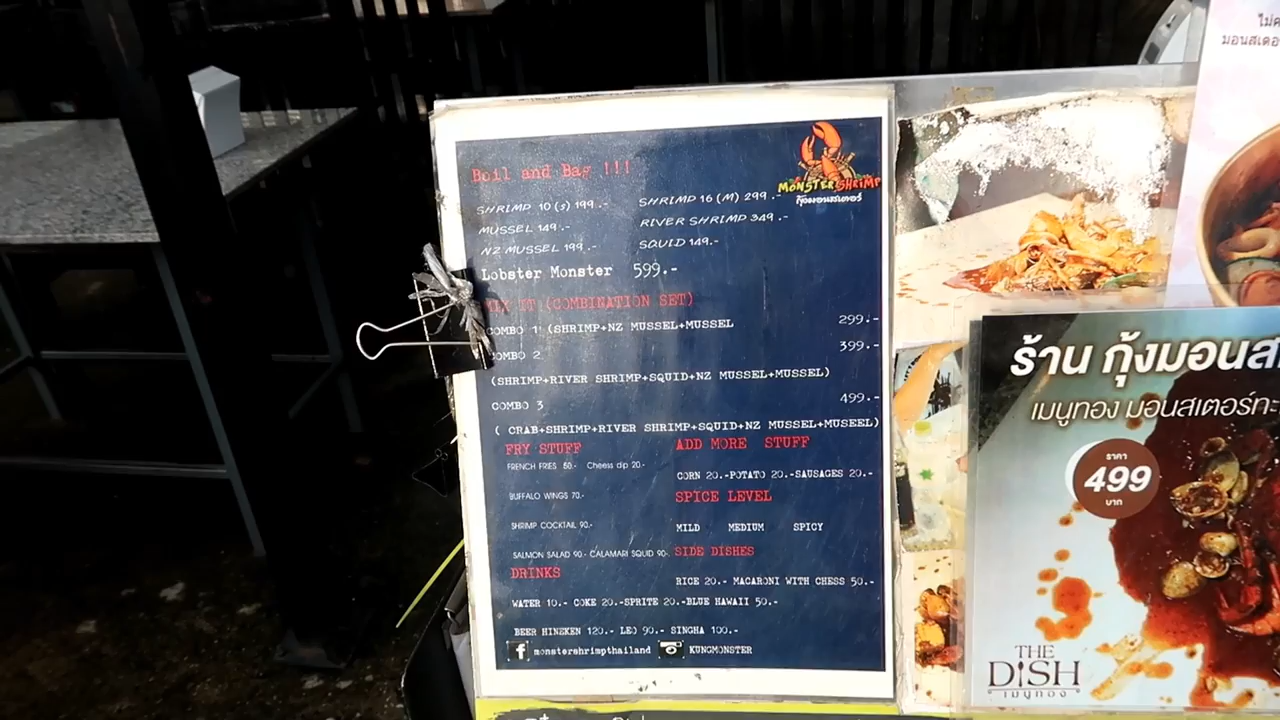 Boil and Bag !!!
MONSTER SHRIMP
กุ้งมอนสเตอร์
SHRIMP 10 (S) 199 .- SHRIMP 16 (M) 299 .-
MUSSEL 149 .- RIVER SHRIMP 349 .-
NZ MUSSEL 199 .- SQUID 149.-
Lobster Monster 599.-
MIX IT (COMBINATION SET)
COMBO 1 (SHRIMP+NZ MUSSEL+MUSSEL 299.-
COMBO 2 399.-
(SHRIMP+RIVER SHRIMP+SQUID+NZ MUSSEL+MUSSEL)
COMBO 3 499.-
( CRAB+SHRIMP+RIVER SHRIMP+SQUID+NZ MUSSEL+MUSEEL)
FRY STUFF
FRENCH FRIES 60.- Cheess dip 20.-
BUFFALO WINGS 70.-
SHRIMP COCKTAIL 90.-
SALMON SALAD 90.- CALAMARI SQUID 90.-
ADD MORE STUFF
CORN 20.-POTATO 20.-SAUSAGES 20.-
SPICE LEVEL
MILD MEDIUM SPICY
SIDE DISHES
RICE 20.- MACARONI WITH CHESS 50.-
DRINKS
WATER 10.- COKE 20.-SPRITE 20.-BLUE HAWAII 50.-
BEER HINEKEN 120.- LEO 90.- SINGHA 100.-
f monstershrimpthailand KUNGMONSTER
มอนสเตอ
ร้าน กุ้งมอนส
เมนูทอง มอนสเตอร์ทะ
ราคา
499
บาท
THE
DISH
เมนูทอง